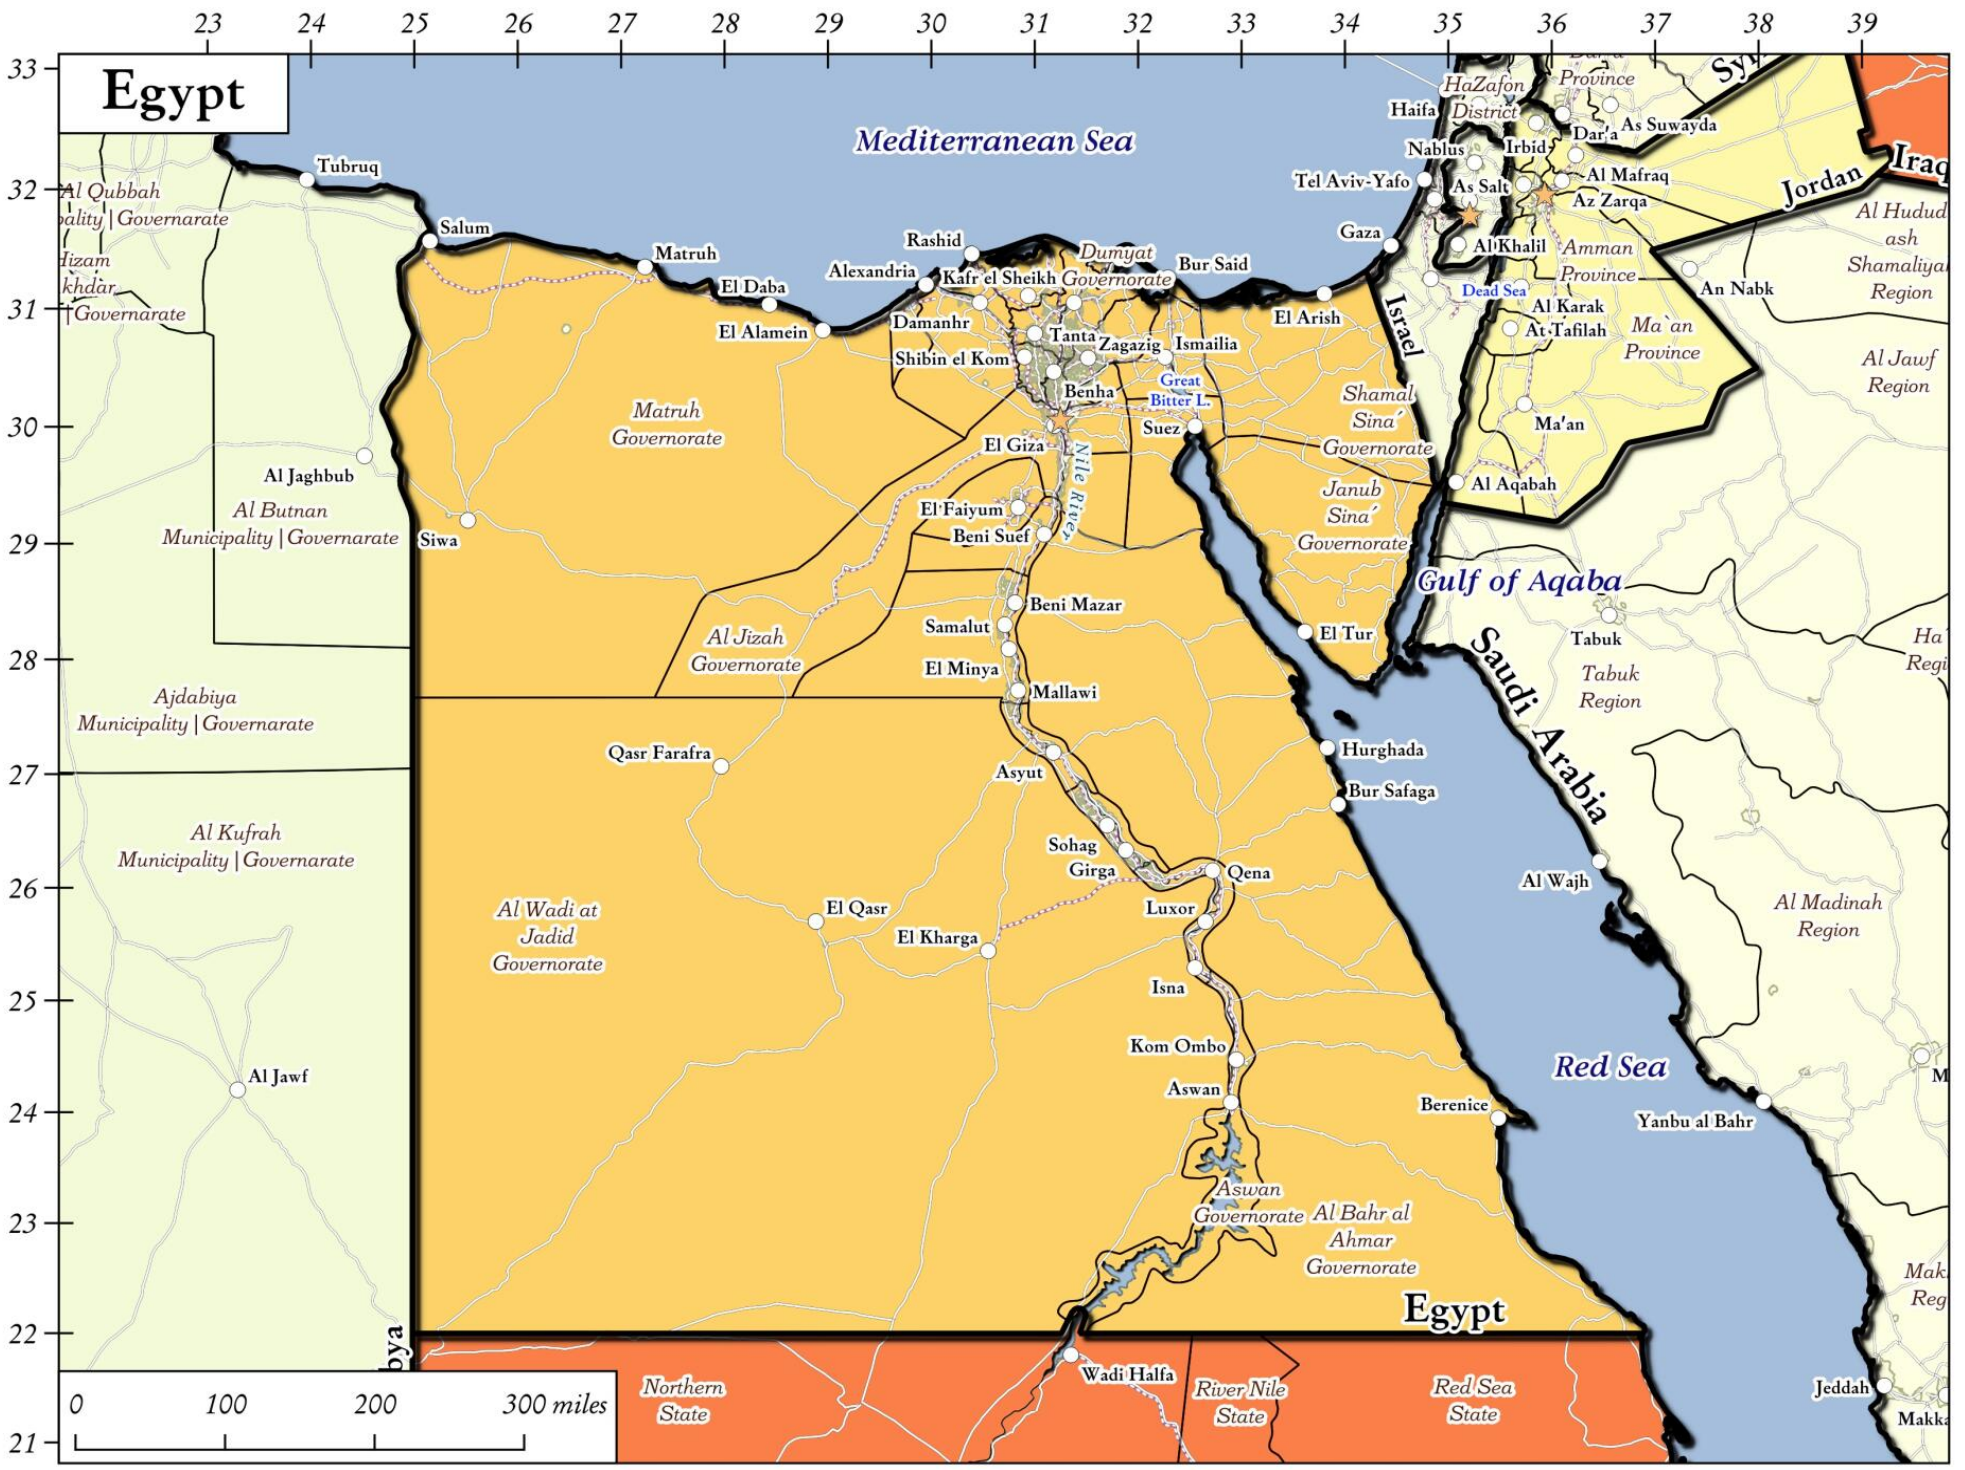 23 24 25 26 27 28 29 30 31 32 33 34 35 36 37 38 39
33
32
31
30
29
28
27
26
25
24
23
22
21
Egypt
Mediterranean Sea
HaZafon
District
Province
Haifa
As Suwayda
Dar'a
Irbid
Nablus
Iraq
Tubruq
Tel Aviv-Yafo
As Salt
Al Mafraq
Jordan
Az Zarqa
Al Qubbah
pality | Governarate
Al Hudud
ash
Shamaliya
Region
Salum
Matruh
Rashid
Dumyat
Governorate
Gaza
Al Khalil
Amman
Province
Hizam
khdar
| Governarate
Alexandria
Kafr el Sheikh
Bur Said
El Daba
Dead Sea
An Nabk
El Alamein
Damanhr
El Arish
Israel
Al Karak
At-Tafilah
Ma`an
Province
Tanta
Zagazig
Ismailia
Shibin el Kom
Great
Bitter L.
Benha
Al Jawf
Region
Matruh
Governorate
Shamal
Sina´
Governorate
Suez
Ma'an
El Giza
Nile River
Al Jaghbub
Al Aqabah
Janub
Sina´
Governorate
El Faiyum
Al Butnan
Municipality | Governarate
Siwa
Beni Suef
Gulf of Aqaba
Beni Mazar
Samalut
El Tur
Tabuk
Al Jizah
Governorate
El Minya
Saudi Arabia
Tabuk
Region
Mallawi
Ajdabiya
Municipality | Governarate
Qasr Farafra
Hurghada
Asyut
Bur Safaga
Al Kufrah
Municipality | Governarate
Sohag
Girga
Qena
Al Wajh
Al Wadi at
Jadid
Governorate
El Qasr
Luxor
El Kharga
Al Madinah
Region
Isna
Kom Ombo
Red Sea
Al Jawf
Aswan
Berenice
Yanbu al Bahr
Aswan
Governorate
Al Bahr al
Ahmar
Governorate
Egypt
bya
Wadi Halfa
Northern
State
River Nile
State
Red Sea
State
Jeddah
Makka
0 100 200 300 miles